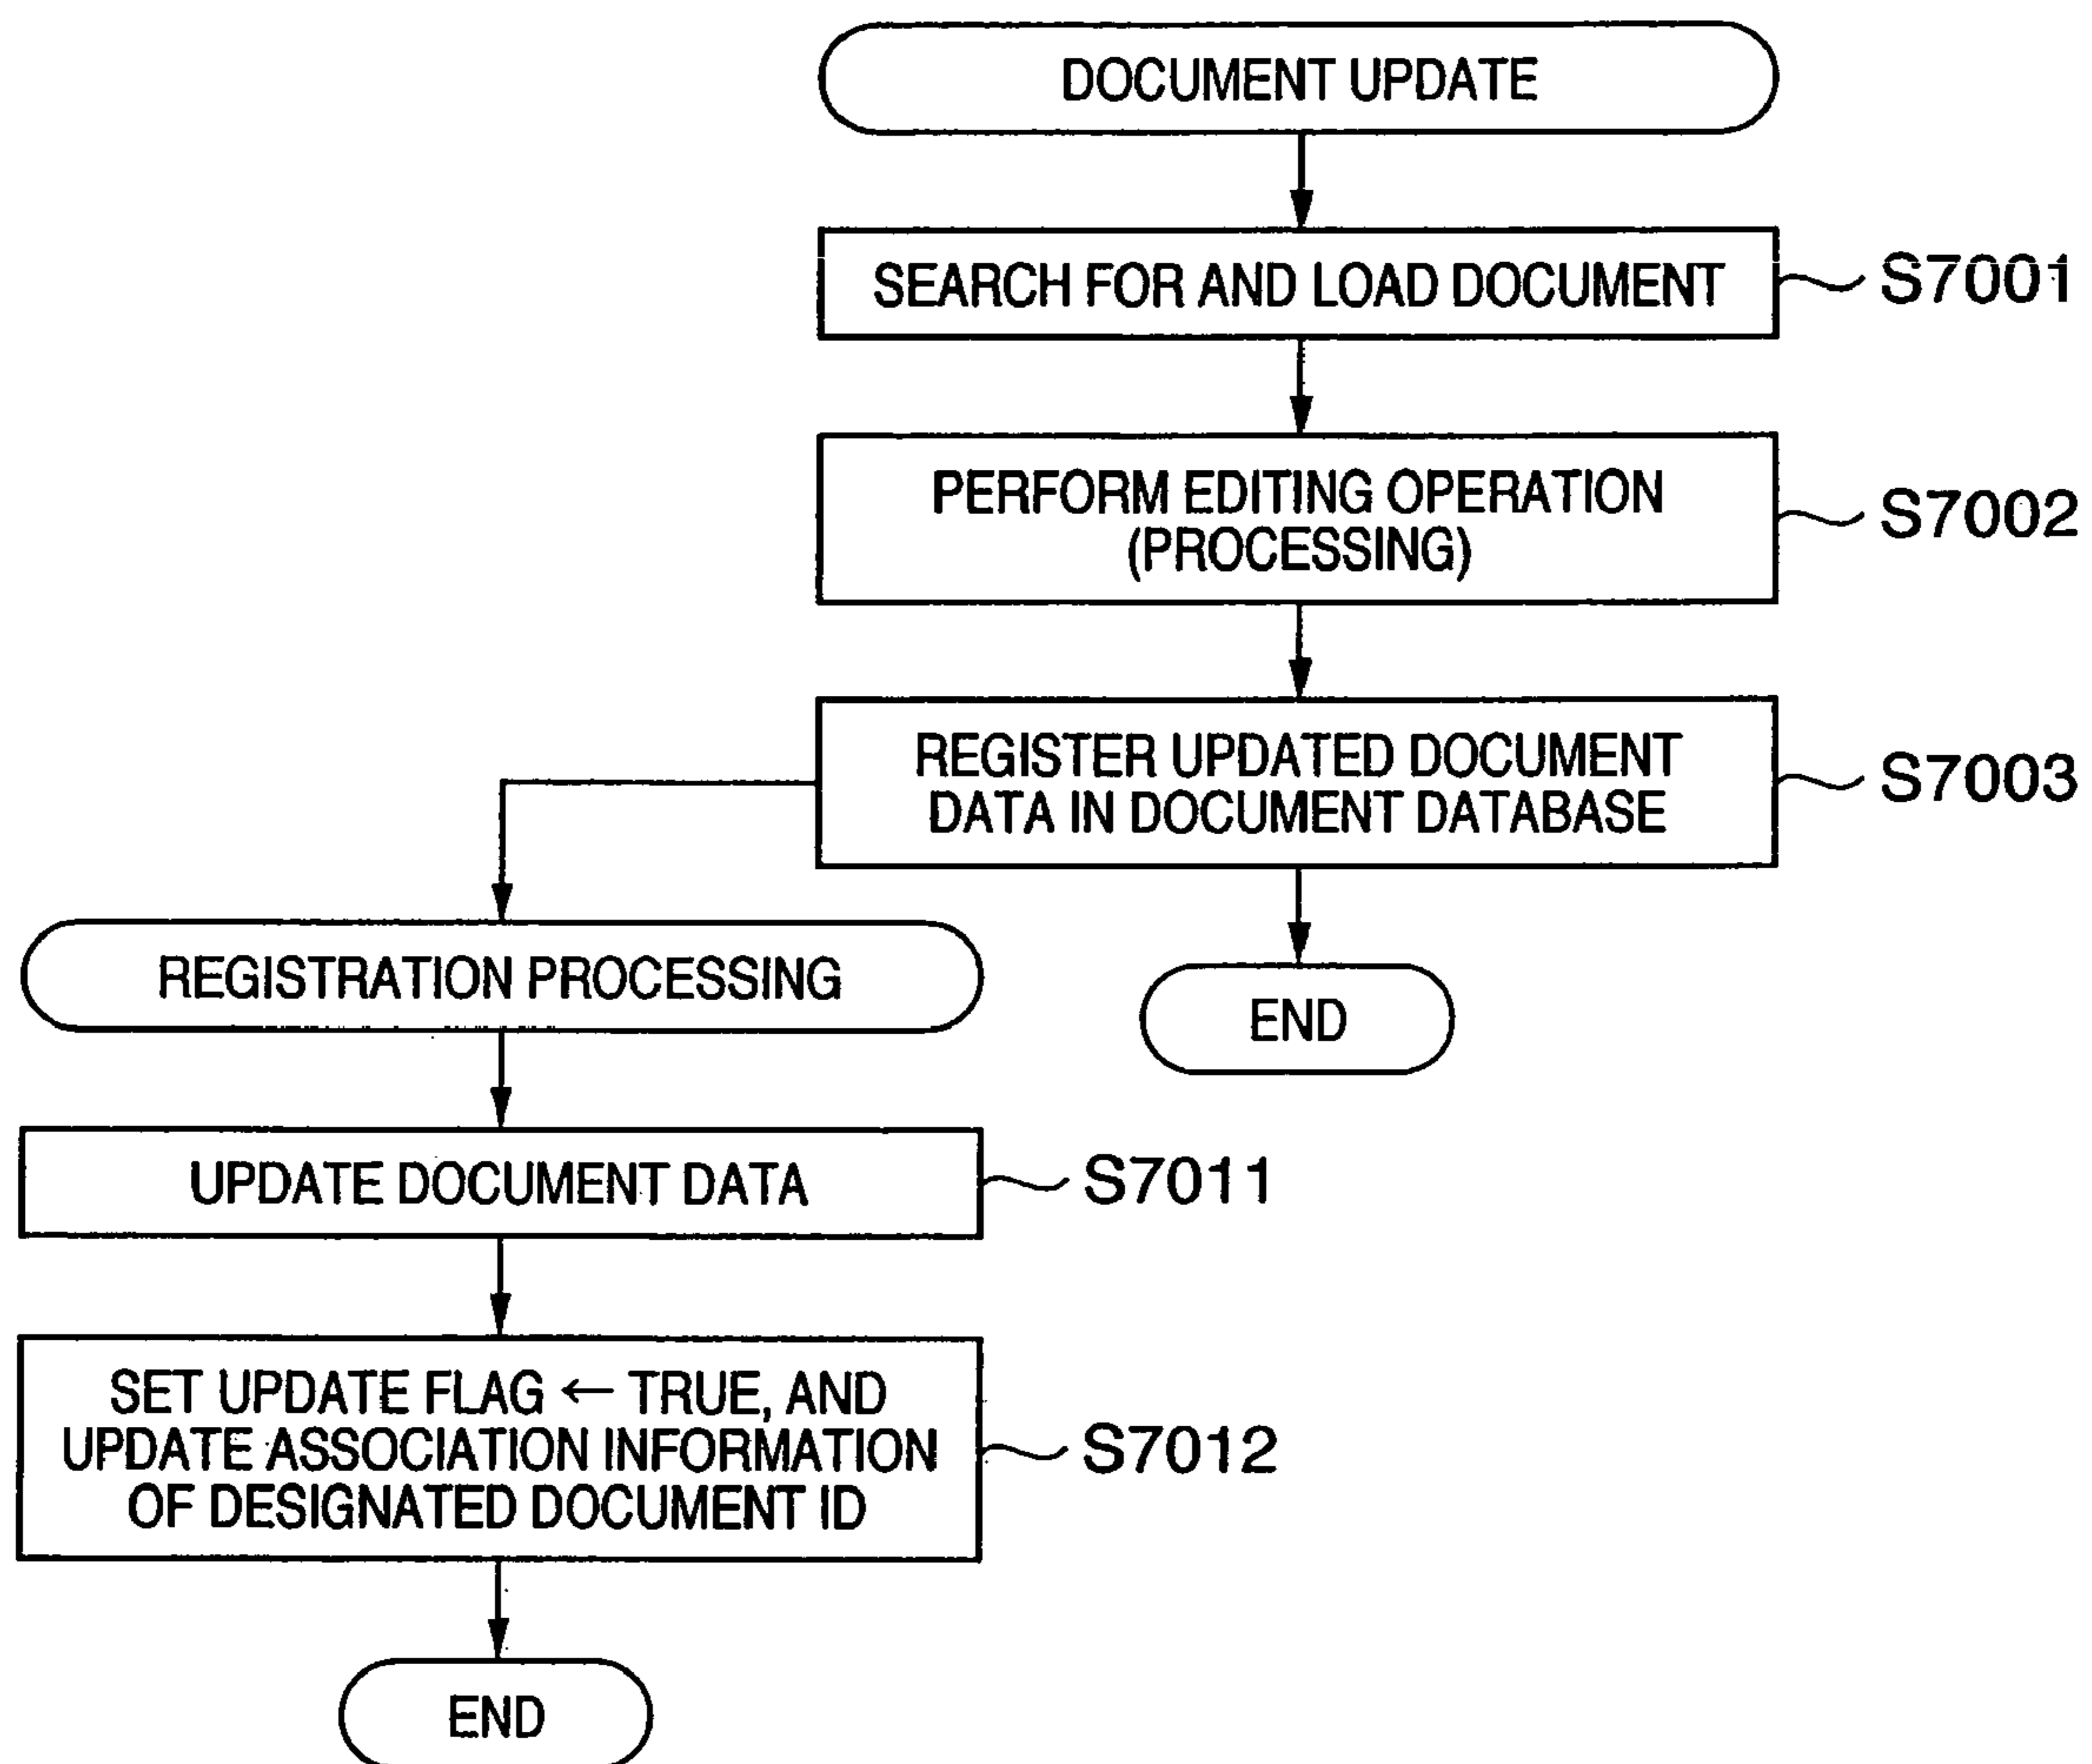 DOCUMENT UPDATE
SEARCH FOR AND LOAD DOCUMENT
S7001
PERFORM EDITING OPERATION
(PROCESSING)
S7002
REGISTER UPDATED DOCUMENT
DATA IN DOCUMENT DATABASE
S7003
END
REGISTRATION PROCESSING
UPDATE DOCUMENT DATA
S7011
SET UPDATE FLAG ← TRUE, AND
UPDATE ASSOCIATION INFORMATION
OF DESIGNATED DOCUMENT ID
S7012
END